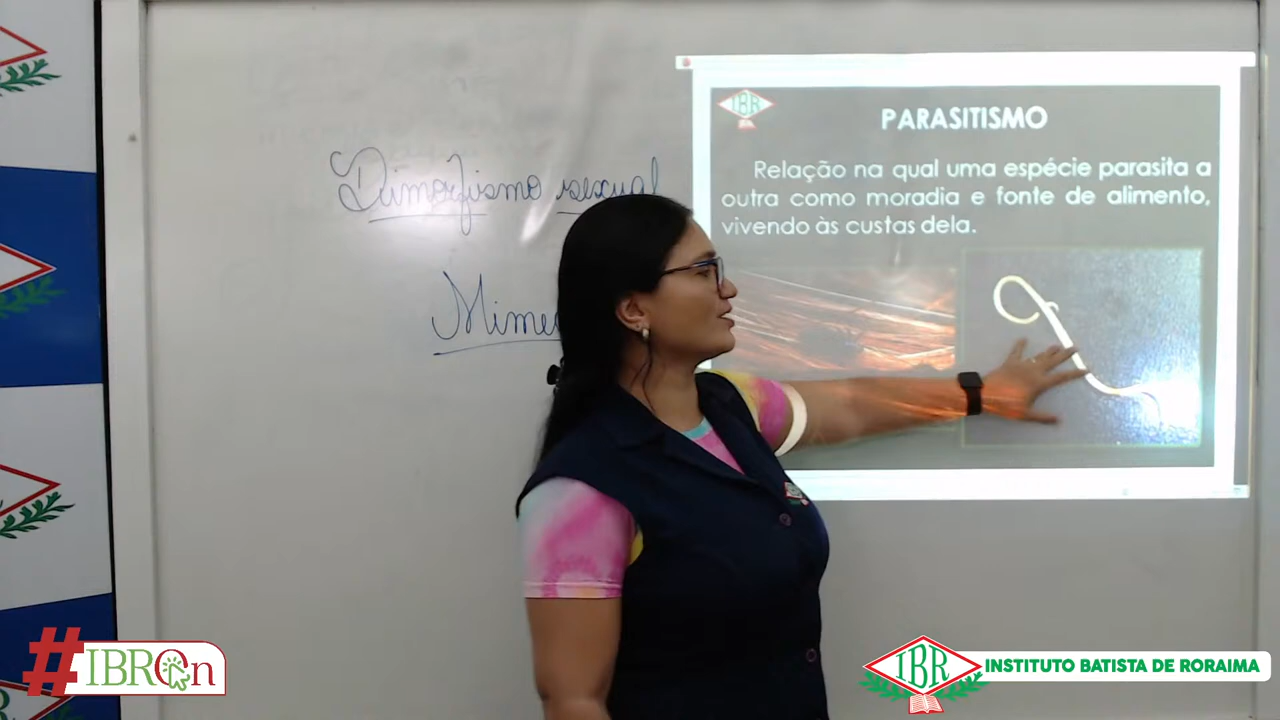 IBR
PARASITISMO
Relação na qual uma espécie parasita a
outra como moradia e fonte de alimento,
vivendo às custas dela.
Dimorfismo sexual
#IBROn
IBR
INSTITUTO BATISTA DE RORAIMA